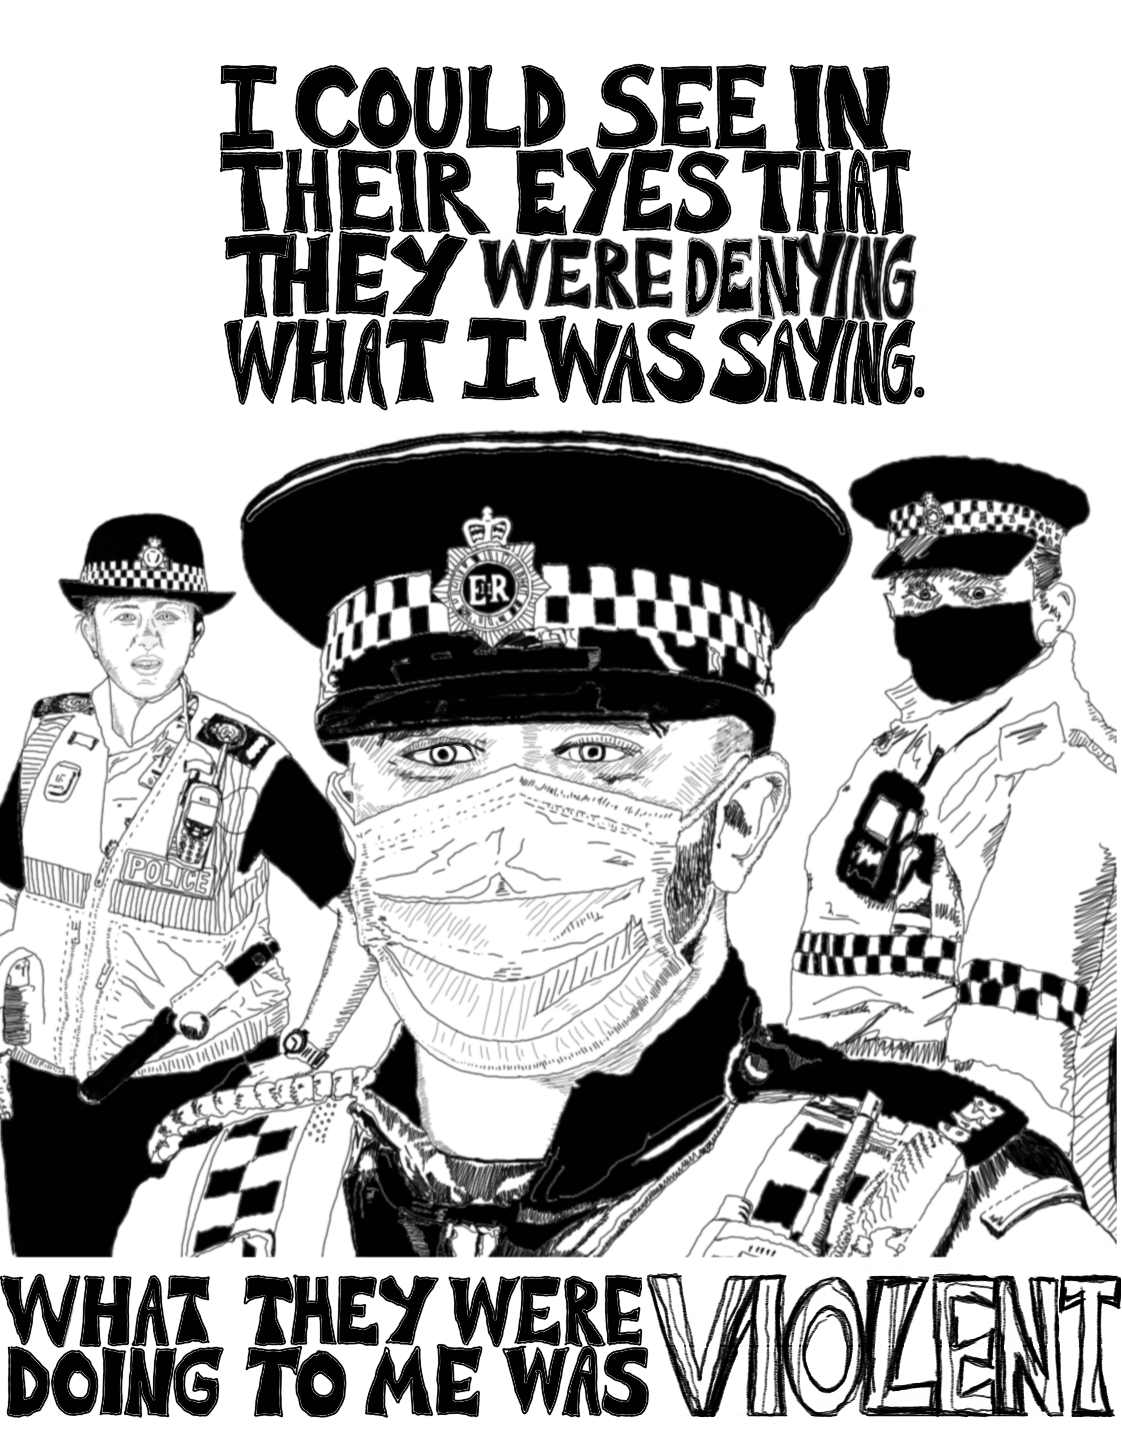 I COULD SEE IN
THEIR EYES THAT
THEY WERE DENYING
WHAT I WAS SAYING.
EIIR
POLICE
WHAT THEY WERE
DOING TO ME WAS
VIOLENT